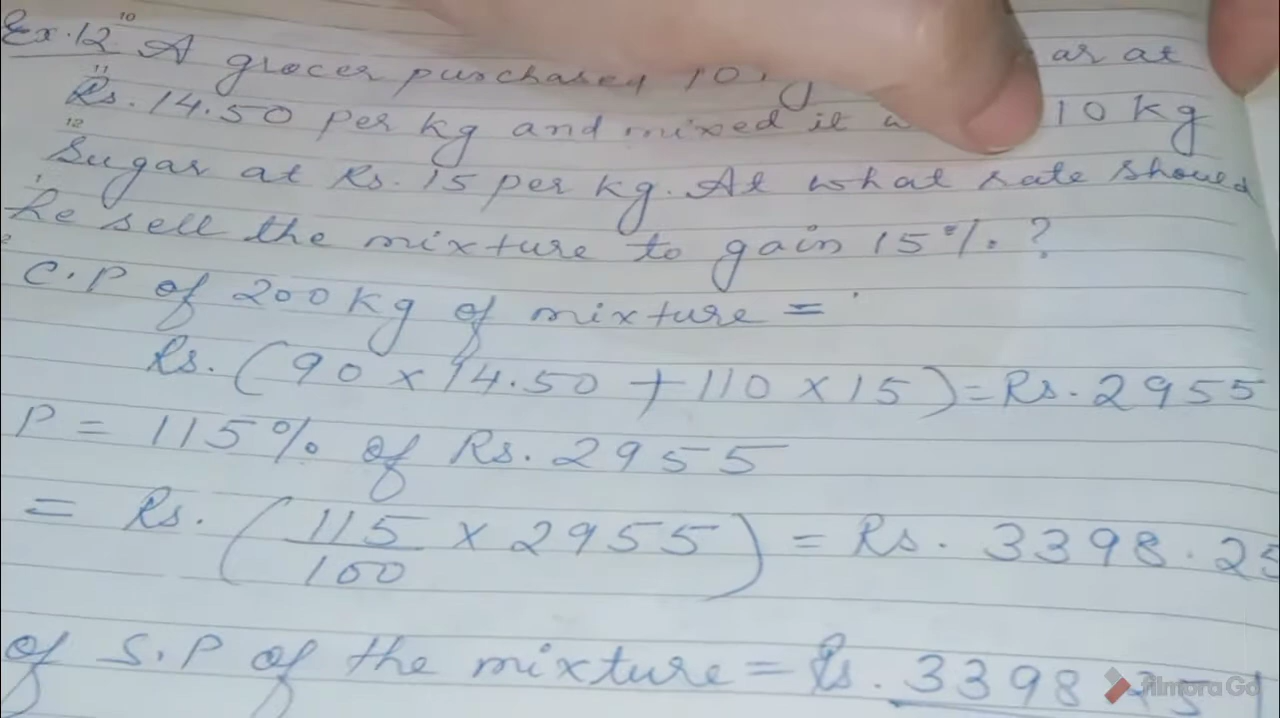 Ex.12 A grocer purchased 10 ar at
Rs. 14.50 per kg and mixed it w 110 kg
Sugar at Rs. 15 per kg. At what rate should
he sell the mixture to gain 15%. ?
C.P of 200 kg of mixture =
Rs. (90 × 14.50 + 110 × 15) = Rs. 2955
P = 115% of Rs. 2955
= Rs. (115/100 × 2955) = Rs. 3398.25
of S.P of the mixture = Rs. 3398
filmoraGo